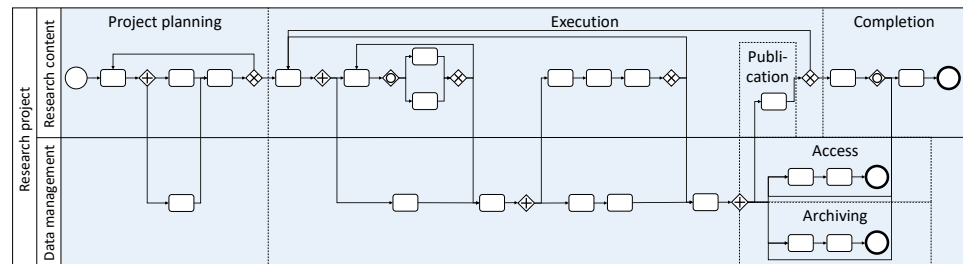 Research project
Research content
Data management
Project planning
Execution
Completion
Publi-
cation
Access
Archiving